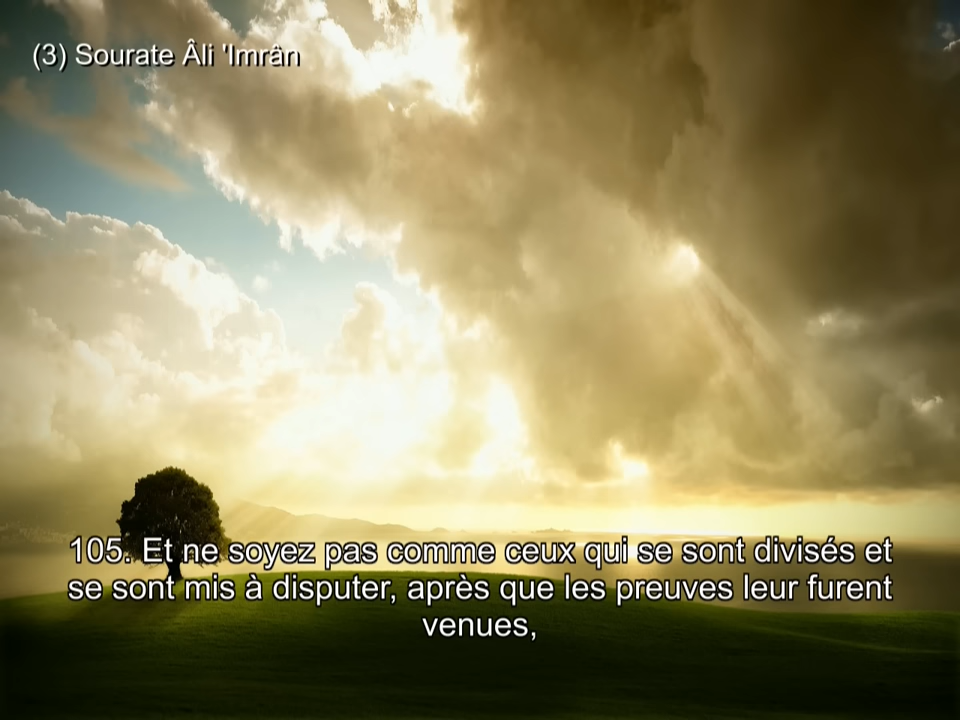 (3) Sourate Âli 'Imrân
105. Et ne soyez pas comme ceux qui se sont divisés et
se sont mis à disputer, après que les preuves leur furent
venues,